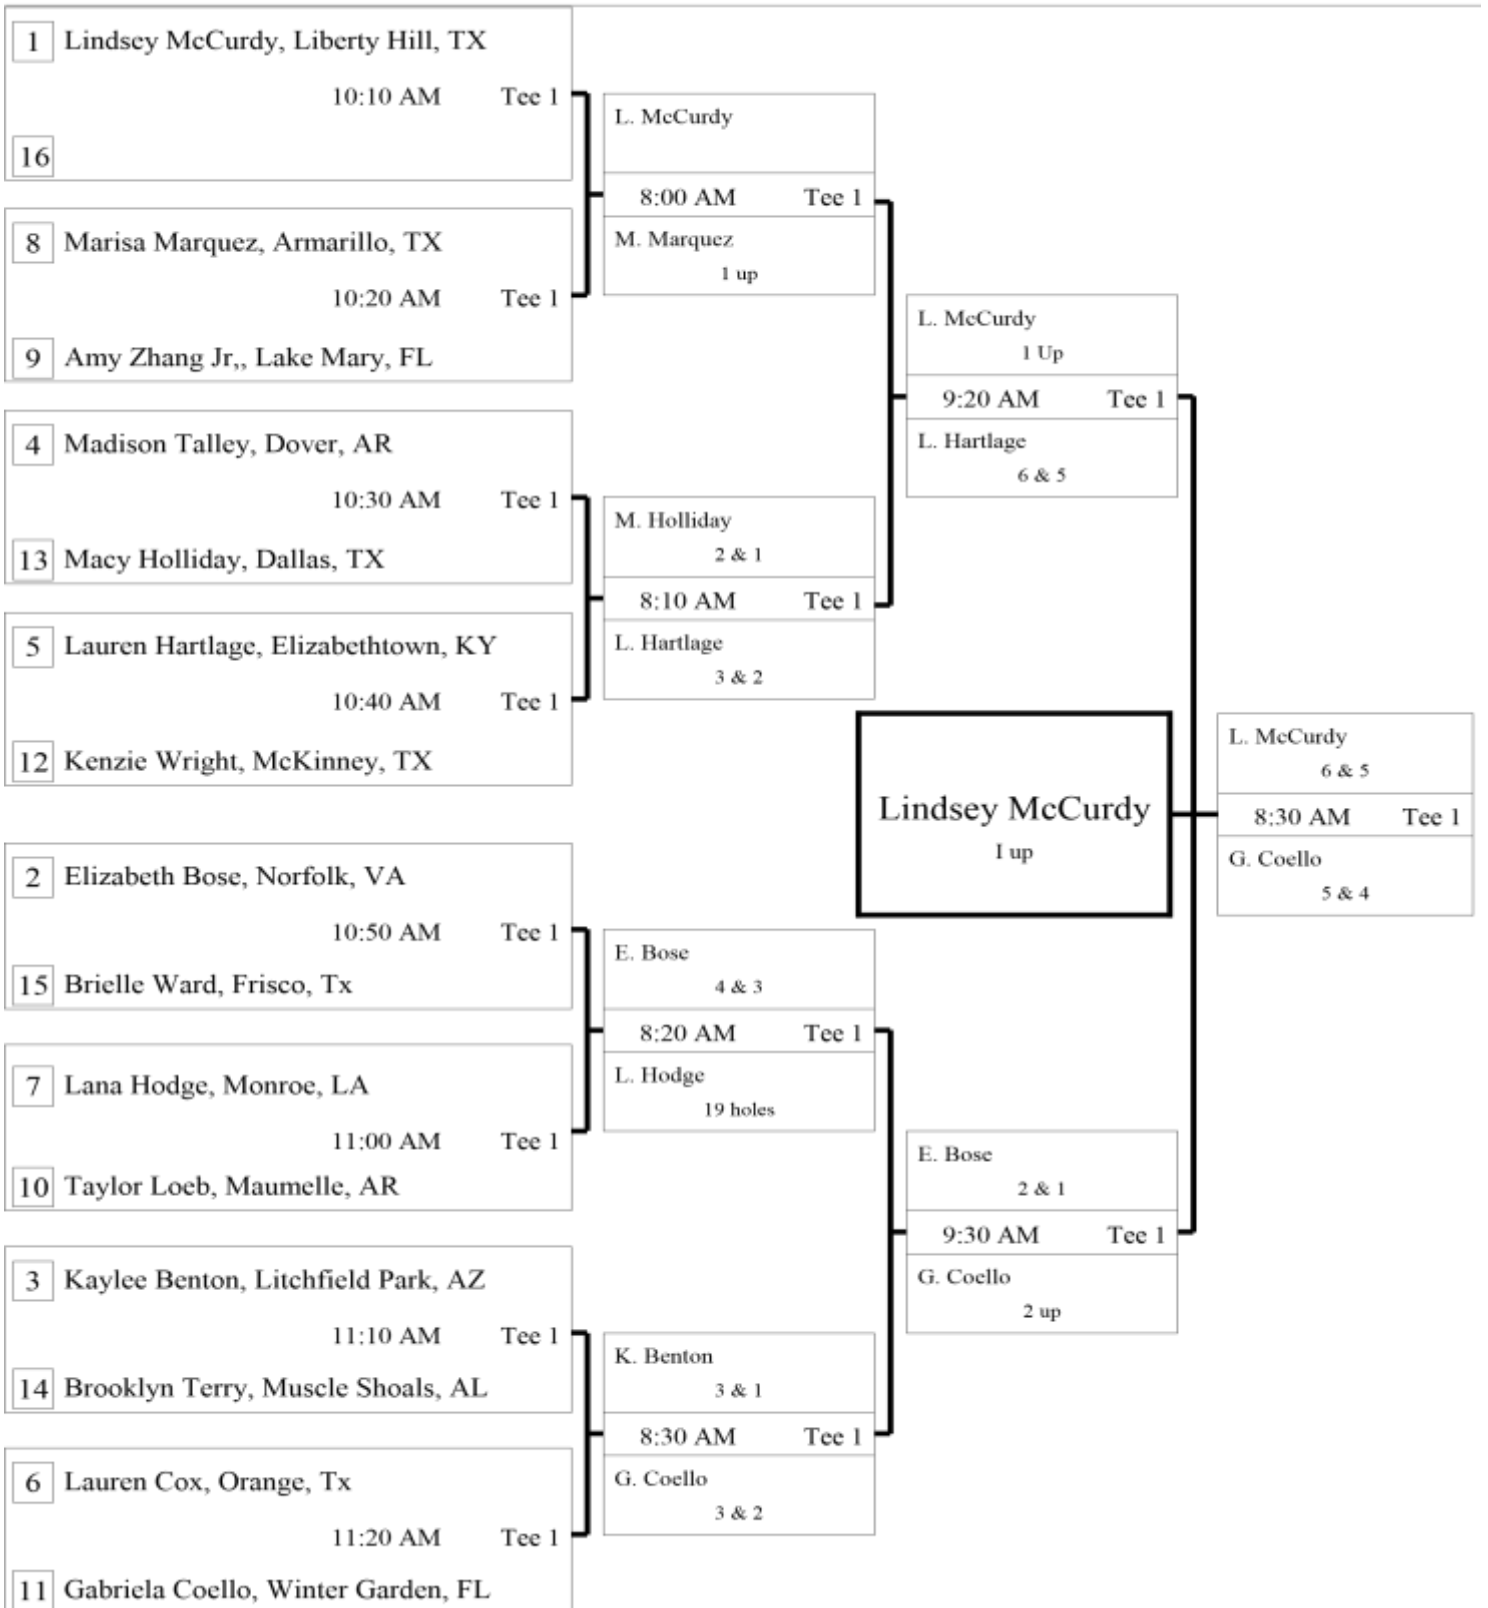 1 Lindsey McCurdy, Liberty Hill, TX
10:10 AM Tee 1
16
8 Marisa Marquez, Armarillo, TX
10:20 AM Tee 1
9 Amy Zhang Jr,, Lake Mary, FL
4 Madison Talley, Dover, AR
10:30 AM Tee 1
13 Macy Holliday, Dallas, TX
5 Lauren Hartlage, Elizabethtown, KY
10:40 AM Tee 1
12 Kenzie Wright, McKinney, TX
2 Elizabeth Bose, Norfolk, VA
10:50 AM Tee 1
15 Brielle Ward, Frisco, Tx
7 Lana Hodge, Monroe, LA
11:00 AM Tee 1
10 Taylor Loeb, Maumelle, AR
3 Kaylee Benton, Litchfield Park, AZ
11:10 AM Tee 1
14 Brooklyn Terry, Muscle Shoals, AL
6 Lauren Cox, Orange, Tx
11:20 AM Tee 1
11 Gabriela Coello, Winter Garden, FL
L. McCurdy
8:00 AM Tee 1
M. Marquez
1 up
M. Holliday
2 & 1
8:10 AM Tee 1
L. Hartlage
3 & 2
E. Bose
4 & 3
8:20 AM Tee 1
L. Hodge
19 holes
K. Benton
3 & 1
8:30 AM Tee 1
G. Coello
3 & 2
L. McCurdy
1 Up
9:20 AM Tee 1
L. Hartlage
6 & 5
E. Bose
2 & 1
9:30 AM Tee 1
G. Coello
2 up
L. McCurdy
6 & 5
8:30 AM Tee 1
G. Coello
5 & 4
Lindsey McCurdy
I up